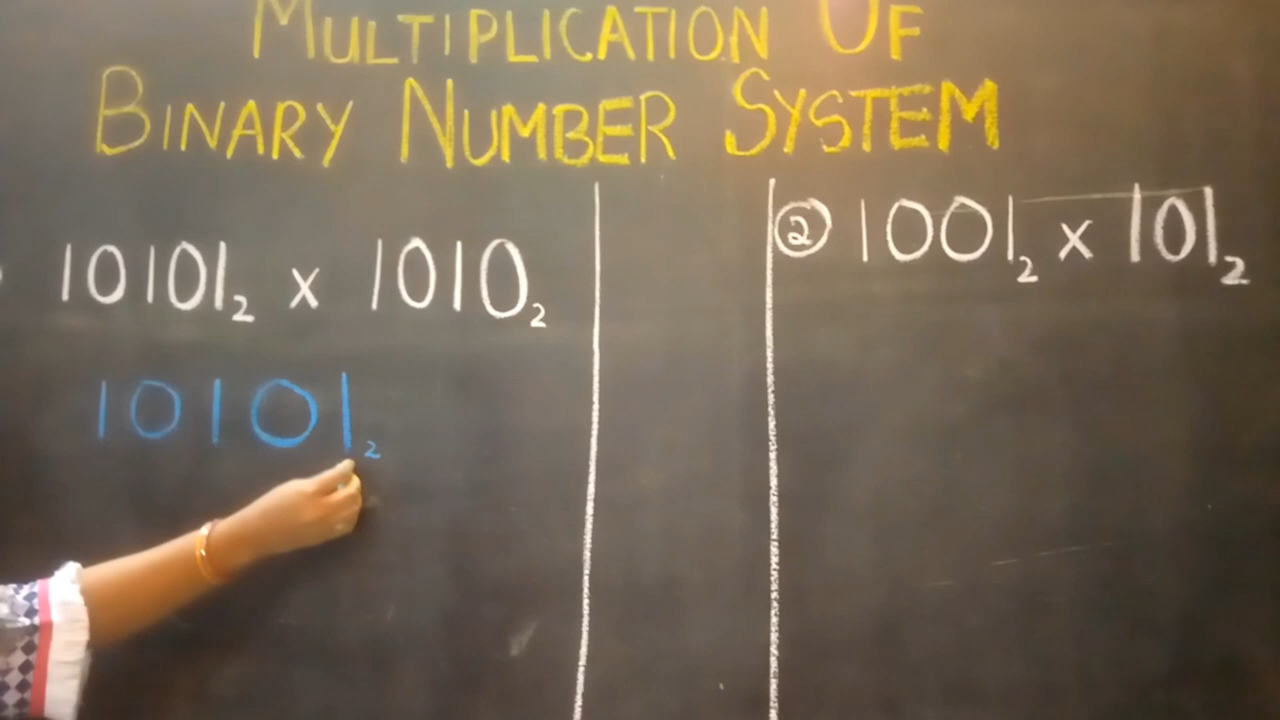 MULTIPLICATION OF
BINARY NUMBER SYSTEM
10101₂ x 1010₂
10101₂
② 1001₂ x 101₂